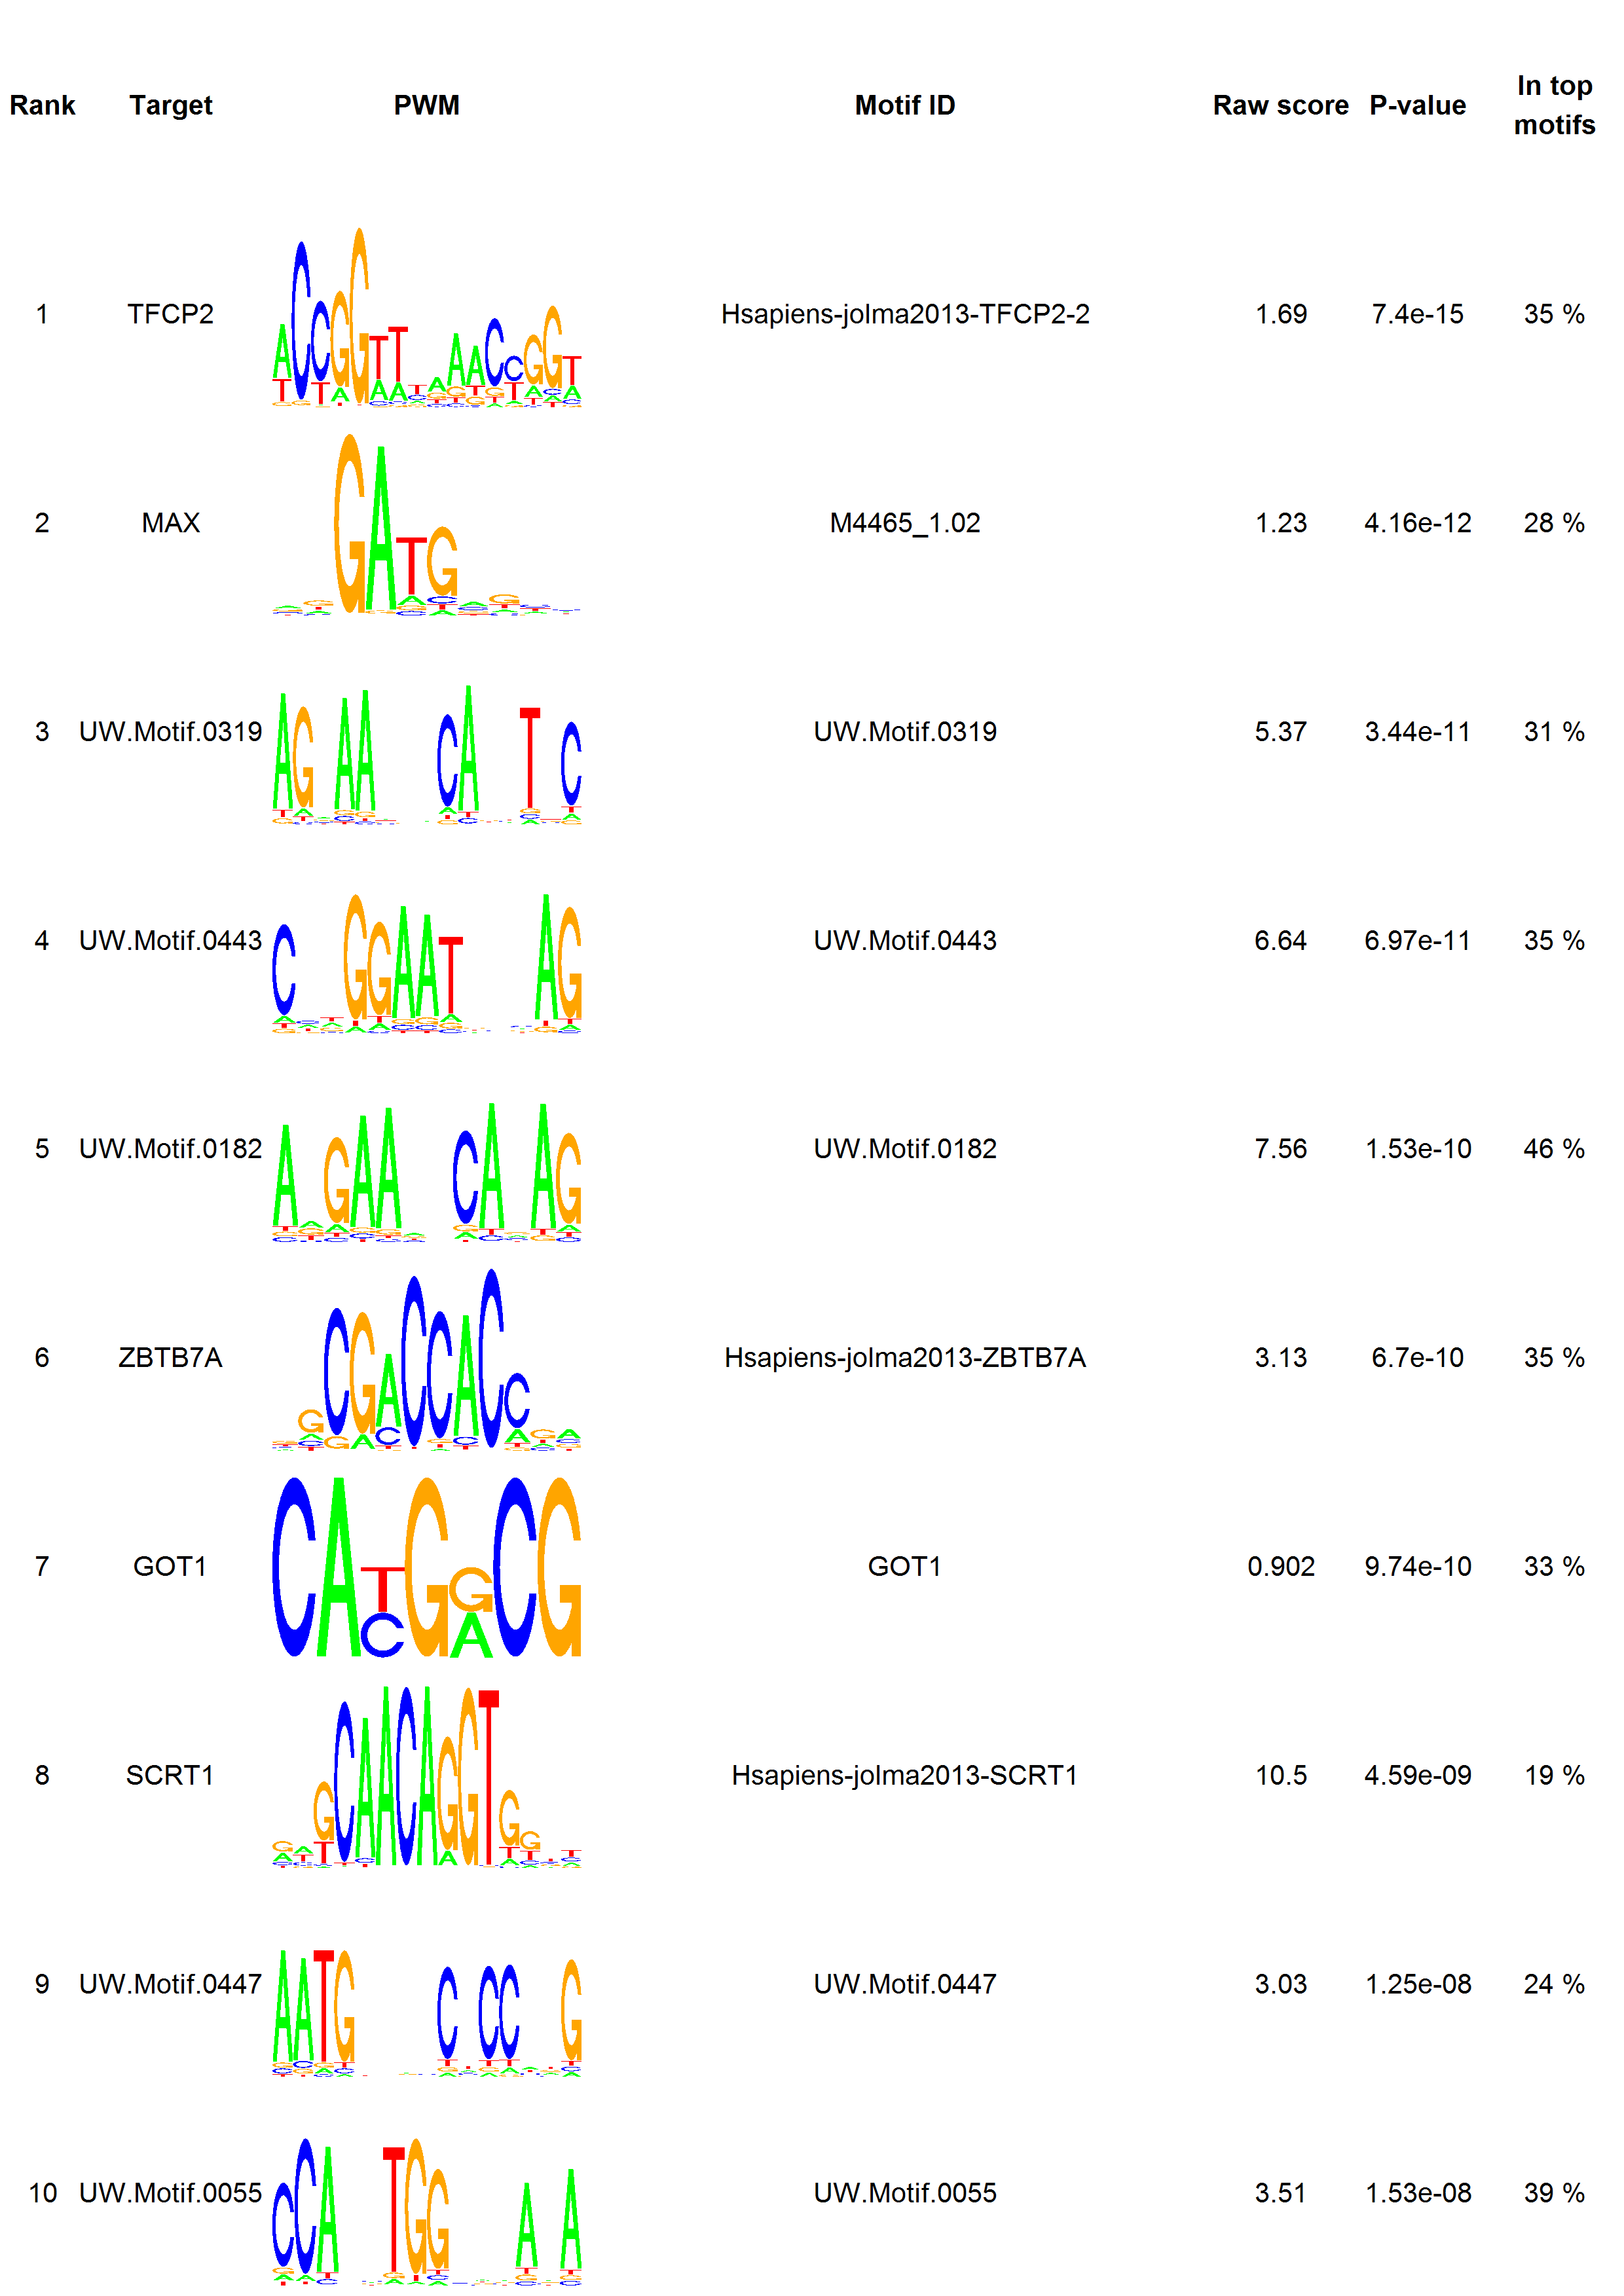 Rank Target PWM Motif ID Raw score P-value In top motifs
1 TFCP2 Hsapiens-jolma2013-TFCP2-2 1.69 7.4e-15 35 %
2 MAX M4465_1.02 1.23 4.16e-12 28 %
3 UW.Motif.0319 UW.Motif.0319 5.37 3.44e-11 31 %
4 UW.Motif.0443 UW.Motif.0443 6.64 6.97e-11 35 %
5 UW.Motif.0182 UW.Motif.0182 7.56 1.53e-10 46 %
6 ZBTB7A Hsapiens-jolma2013-ZBTB7A 3.13 6.7e-10 35 %
7 GOT1 GOT1 0.902 9.74e-10 33 %
8 SCRT1 Hsapiens-jolma2013-SCRT1 10.5 4.59e-09 19 %
9 UW.Motif.0447 UW.Motif.0447 3.03 1.25e-08 24 %
10 UW.Motif.0055 UW.Motif.0055 3.51 1.53e-08 39 %